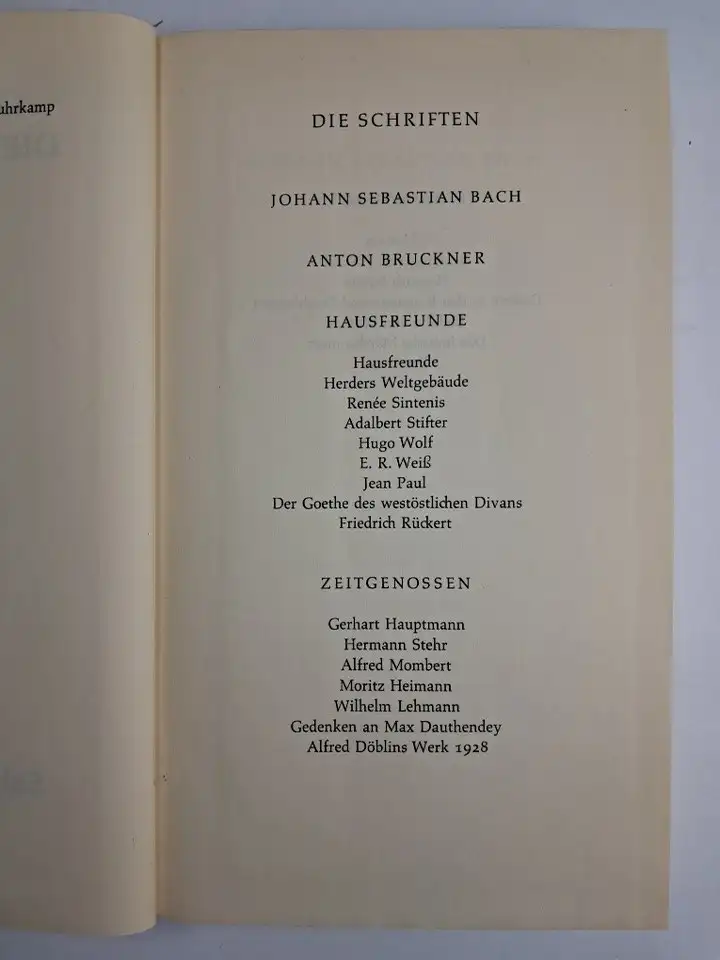 uhrkamp
DIE SCHRIFTEN
JOHANN SEBASTIAN BACH
ANTON BRUCKNER
HAUSFREUNDE
Hausfreunde
Herders Weltgebäude
Renée Sintenis
Adalbert Stifter
Hugo Wolf
E. R. Weiß
Jean Paul
Der Goethe des westöstlichen Divans
Friedrich Rückert
ZEITGENOSSEN
Gerhart Hauptmann
Hermann Stehr
Alfred Mombert
Moritz Heimann
Wilhelm Lehmann
Gedenken an Max Dauthendey
Alfred Döblins Werk 1928